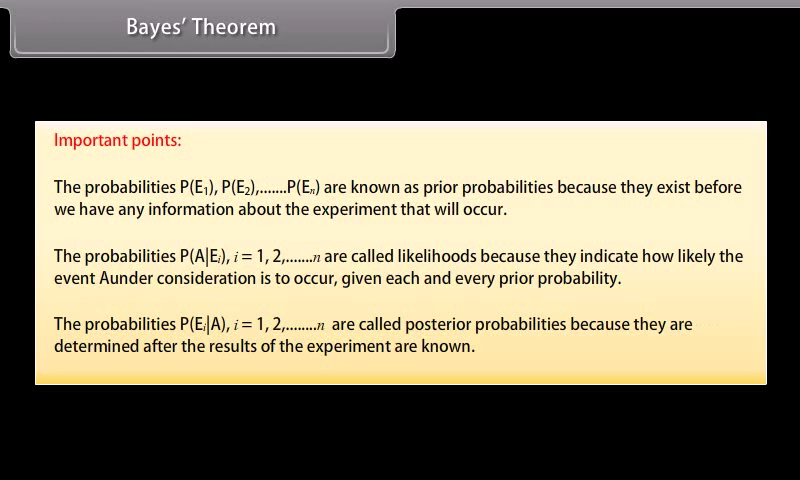 Bayes’ Theorem
Important points:
The probabilities P(E₁), P(E₂),.......P(Eₙ) are known as prior probabilities because they exist before
we have any information about the experiment that will occur.
The probabilities P(A|Eᵢ), i = 1, 2,.......n are called likelihoods because they indicate how likely the
event Aunder consideration is to occur, given each and every prior probability.
The probabilities P(Eᵢ|A), i = 1, 2,........n are called posterior probabilities because they are
determined after the results of the experiment are known.